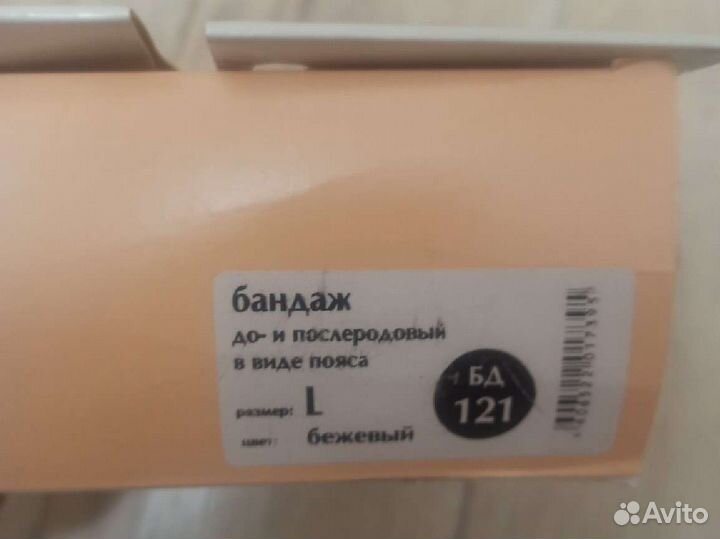 бандаж
до- и послеродовый
в виде пояса
размер: L
цвет: бежевый
БД
121
Avito